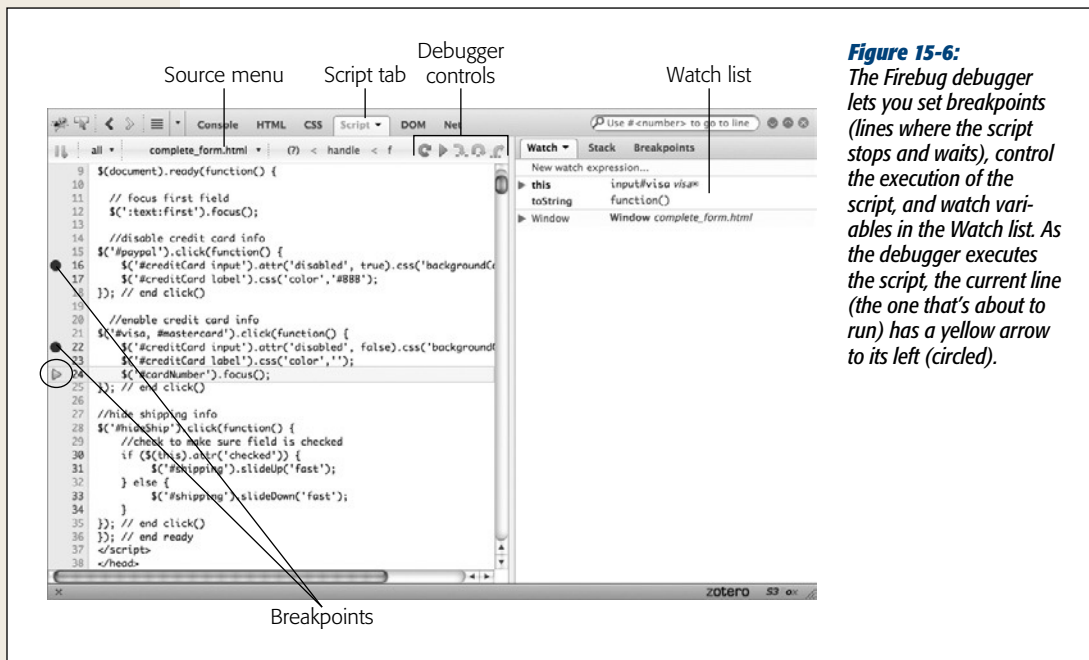 Source menu
Script tab
Debugger
controls
Watch list
Console HTML CSS Script DOM Net
Use #<number> to go to line
all complete_form.html (?) < handle < f
Watch Stack Breakpoints
New watch expression...
this input#visa visa
toString function()
Window Window complete_form.html
9 $(document).ready(function() {
10
11 // focus first field
12 $(':text:first').focus();
13
14 //disable credit card info
15 $('#paypal').click(function() {
16 $('#creditCard input').attr('disabled', true).css('backgroundCo
17 $('#creditCard label').css('color','#888');
18 }); // end click()
19
20 //enable credit card info
21 $('#visa, #mastercard').click(function() {
22 $('#creditCard input').attr('disabled', false).css('background
23 $('#creditCard label').css('color','');
24 $('#cardNumber').focus();
25 }); // end click()
26
27 //hide shipping info
28 $('#hideShip').click(function() {
29 //check to make sure field is checked
30 if ($(this).attr('checked')) {
31 $('#shipping').slideUp('fast');
32 } else {
33 $('#shipping').slideDown('fast');
34 }
35 }); // end click()
36 }); // end ready
37 </script>
38 </head>
zotero S3
Breakpoints
Figure 15-6:
The Firebug debugger
lets you set breakpoints
(lines where the script
stops and waits), control
the execution of the
script, and watch vari-
ables in the Watch list. As
the debugger executes
the script, the current line
(the one that's about to
run) has a yellow arrow
to its left (circled).